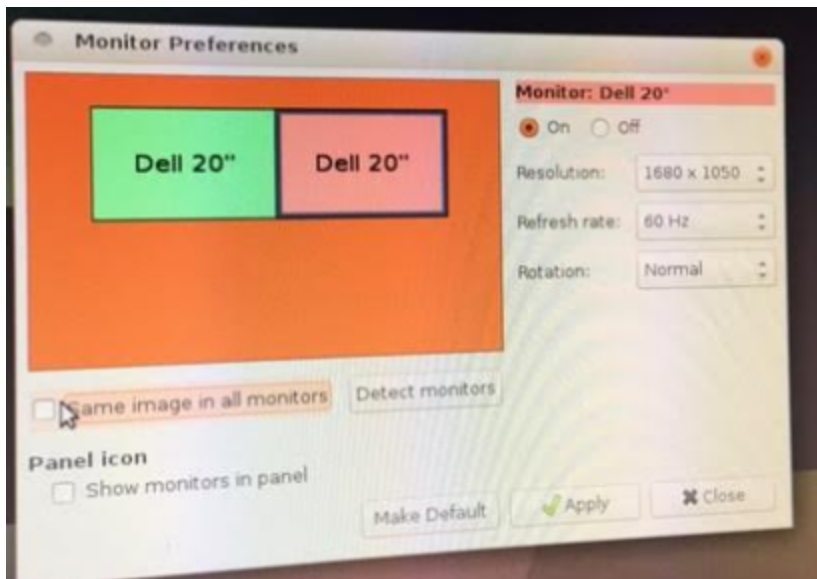 Monitor Preferences
Dell 20"
Dell 20"
Monitor: Dell 20"
On
Off
Resolution:
1680 x 1050
Refresh rate:
60 Hz
Rotation:
Normal
Same image in all monitors
Detect monitors
Panel icon
Show monitors in panel
Make Default
Apply
Close